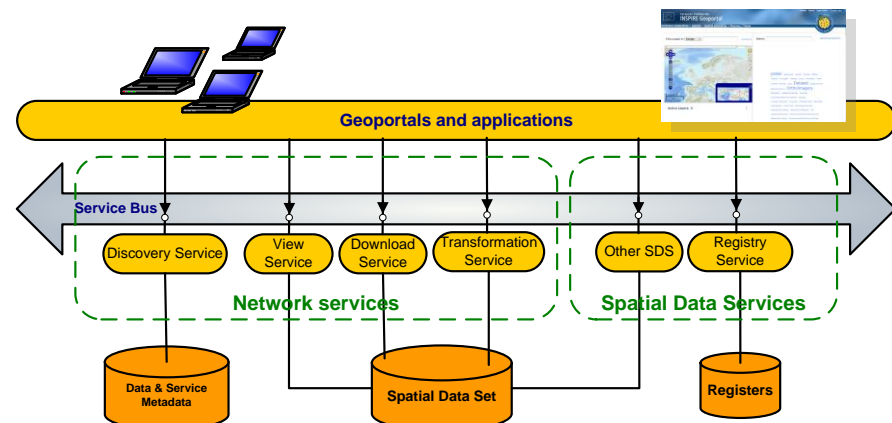 INSPIRE Geoportal
Geoportals and applications
Service Bus
Discovery Service
View
Service
Download
Service
Transformation
Service
Other SDS
Registry
Service
Network services
Spatial Data Services
Data & Service
Metadata
Spatial Data Set
Registers